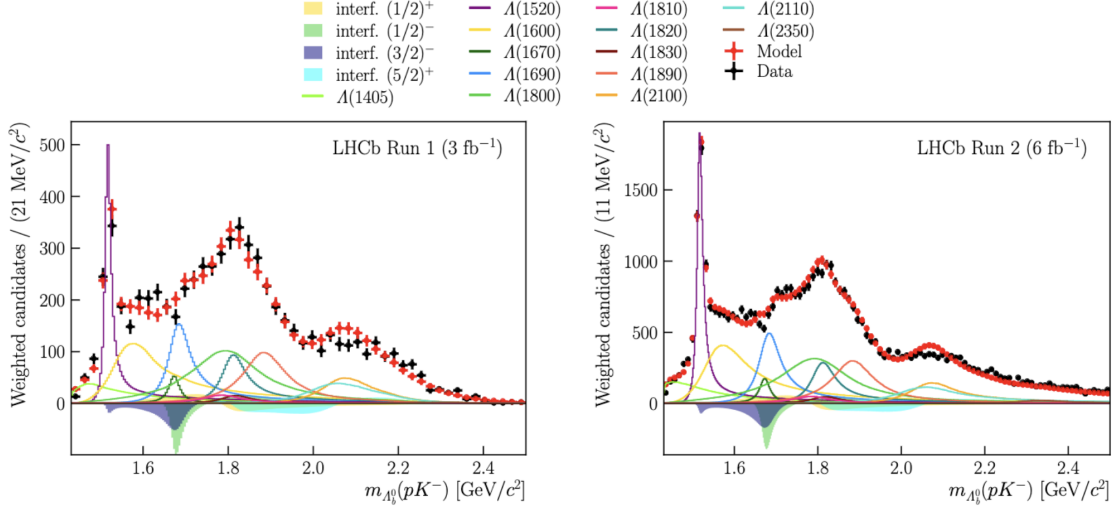 interf. (1/2)⁺ Λ(1520) Λ(1810) Λ(2110)
interf. (1/2)⁻ Λ(1600) Λ(1820) Λ(2350)
interf. (3/2)⁻ Λ(1670) Λ(1830) Model
interf. (5/2)⁺ Λ(1690) Λ(1890) Data
Λ(1405) Λ(1800) Λ(2100)
Weighted candidates / (21 MeV/c²)
LHCb Run 1 (3 fb⁻¹)
500
400
300
200
100
0
1.6 1.8 2.0 2.2 2.4
m_Λ_b⁰(pK⁻) [GeV/c²]
Weighted candidates / (11 MeV/c²)
LHCb Run 2 (6 fb⁻¹)
1500
1000
500
0
1.6 1.8 2.0 2.2 2.4
m_Λ_b⁰(pK⁻) [GeV/c²]